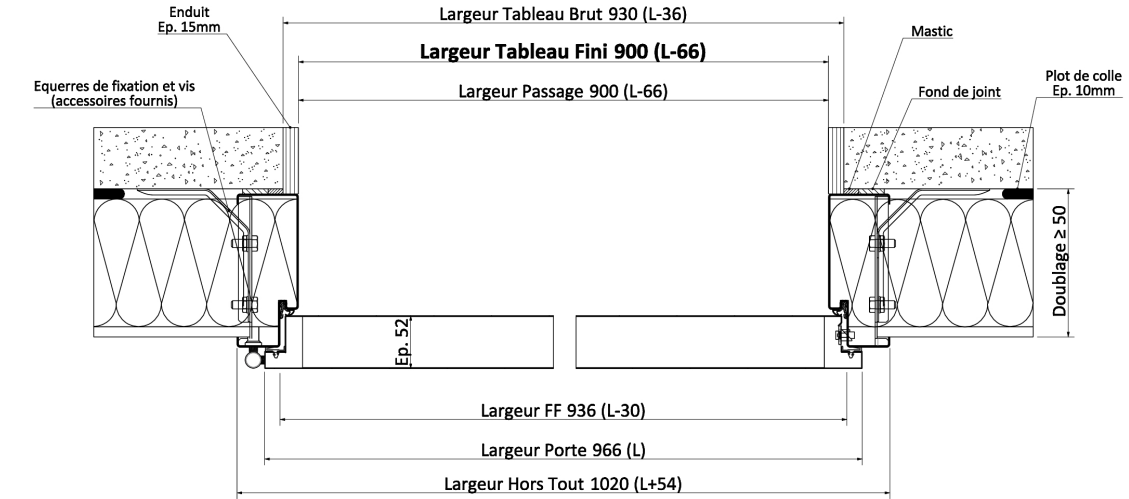 Enduit
Ep. 15mm
Largeur Tableau Brut 930 (L-36)
Mastic
Largeur Tableau Fini 900 (L-66)
Equerres de fixation et vis
(accessoires fournis)
Largeur Passage 900 (L-66)
Fond de joint
Plot de colle
Ep. 10mm
Doublage ≥ 50
Ep. 52
Largeur FF 936 (L-30)
Largeur Porte 966 (L)
Largeur Hors Tout 1020 (L+54)